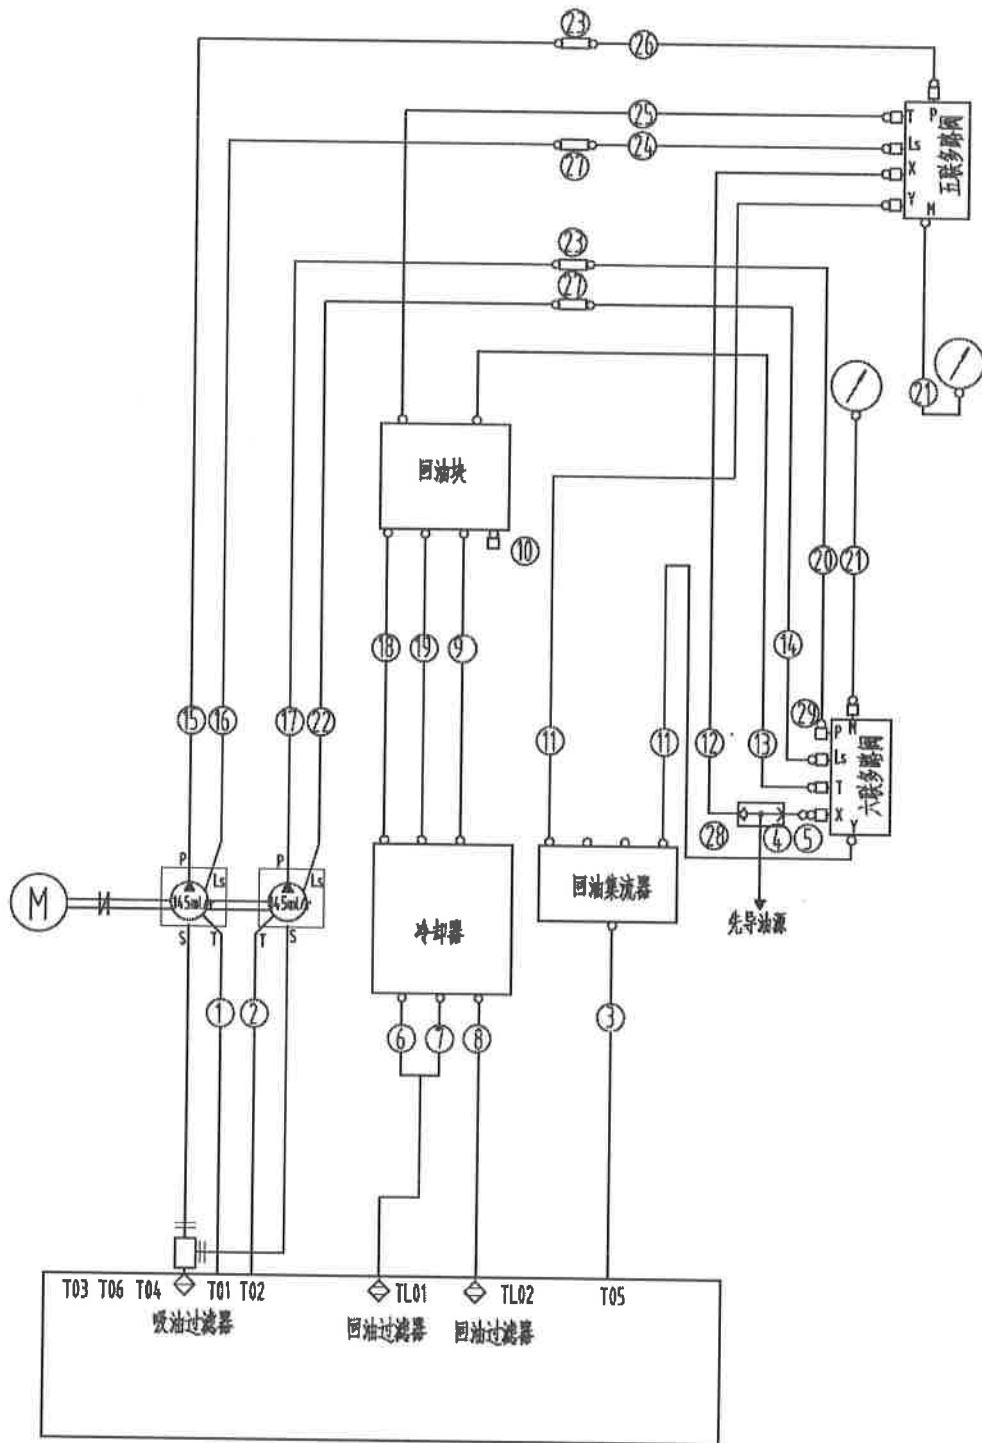 23
26
P
25
T
24
Ls
27
X
Y
M
五联多路阀
23
27
21
回油块
10
20
21
18
19
9
14
15
16
17
22
11
11
12
13
29
P
M
Ls
T
X
Y
六联多路阀
28
4
5
先导油源
P
Ls
P
Ls
M
145mL/r
145mL/r
S
T
T
S
冷却器
回油集流器
1
2
6
7
8
3
T03
T06
T04
T01
T02
TL01
TL02
T05
吸油过滤器
回油过滤器
回油过滤器